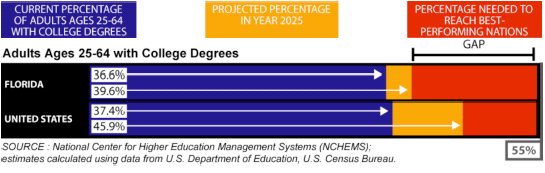 CURRENT PERCENTAGE
OF ADULTS AGES 25-64
WITH COLLEGE DEGREES
PROJECTED PERCENTAGE
IN YEAR 2025
PERCENTAGE NEEDED TO
REACH BEST-
PERFORMING NATIONS
GAP
Adults Ages 25-64 with College Degrees
FLORIDA
36.6%
39.6%
UNITED STATES
37.4%
45.9%
55%
SOURCE : National Center for Higher Education Management Systems (NCHEMS);
estimates calculated using data from U.S. Department of Education, U.S. Census Bureau.